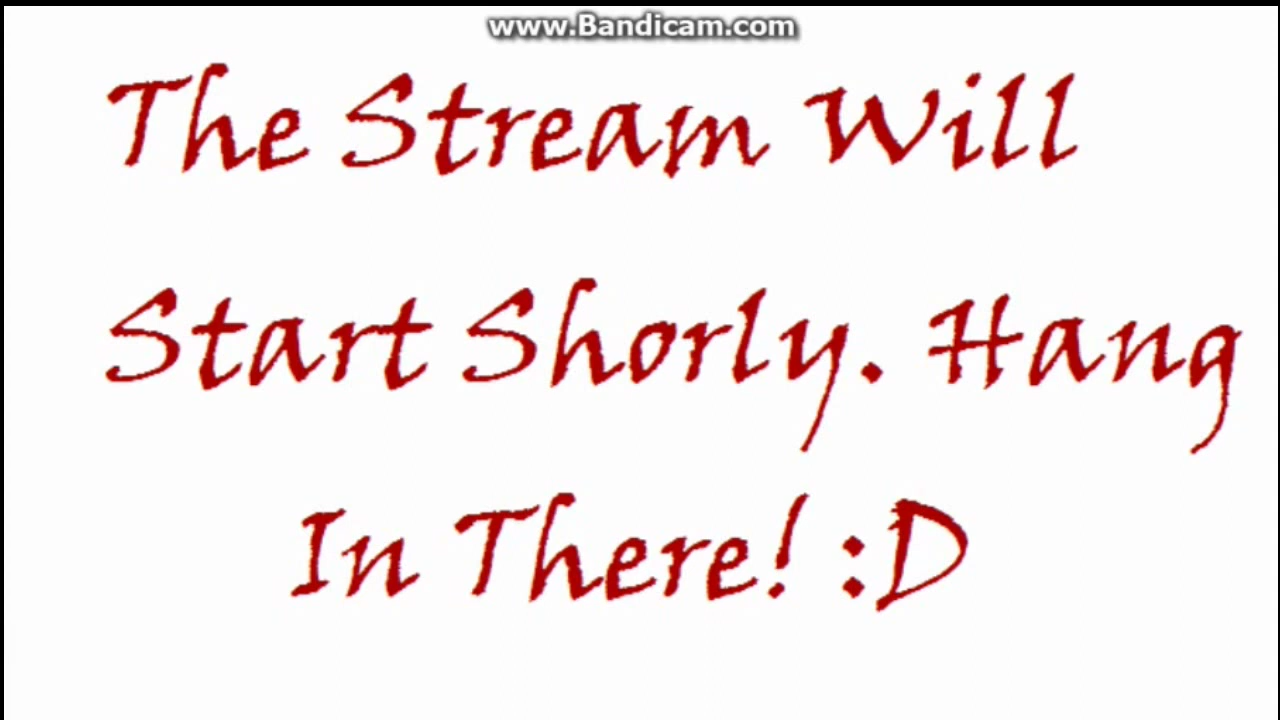 www.Bandicam.com
The Stream Will
Start Shorly. Hang
In There! :D